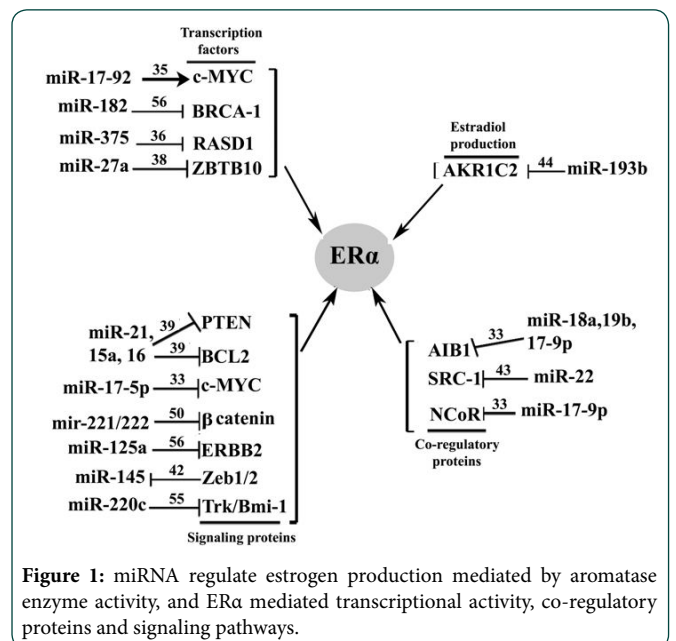 Transcription
factors
miR-17-92 35 c-MYC
miR-182 56 BRCA-1
miR-375 36 RASD1
miR-27a 38 ZBTB10
Estradiol
production
AKR1C2 44 miR-193b
ERα
miR-21, 39 PTEN
15a, 16 39 BCL2
miR-17-5p 33 c-MYC
mir-221/222 50 β catenin
miR-125a 56 ERBB2
miR-145 42 Zeb1/2
miR-220c 55 Trk/Bmi-1
Signaling proteins
miR-18a,19b,
AIB1 33 17-9p
SRC-1 43 miR-22
NCoR 33 miR-17-9p
Co-regulatory
proteins
Figure 1: miRNA regulate estrogen production mediated by aromatase
enzyme activity, and ERα mediated transcriptional activity, co-regulatory
proteins and signaling pathways.